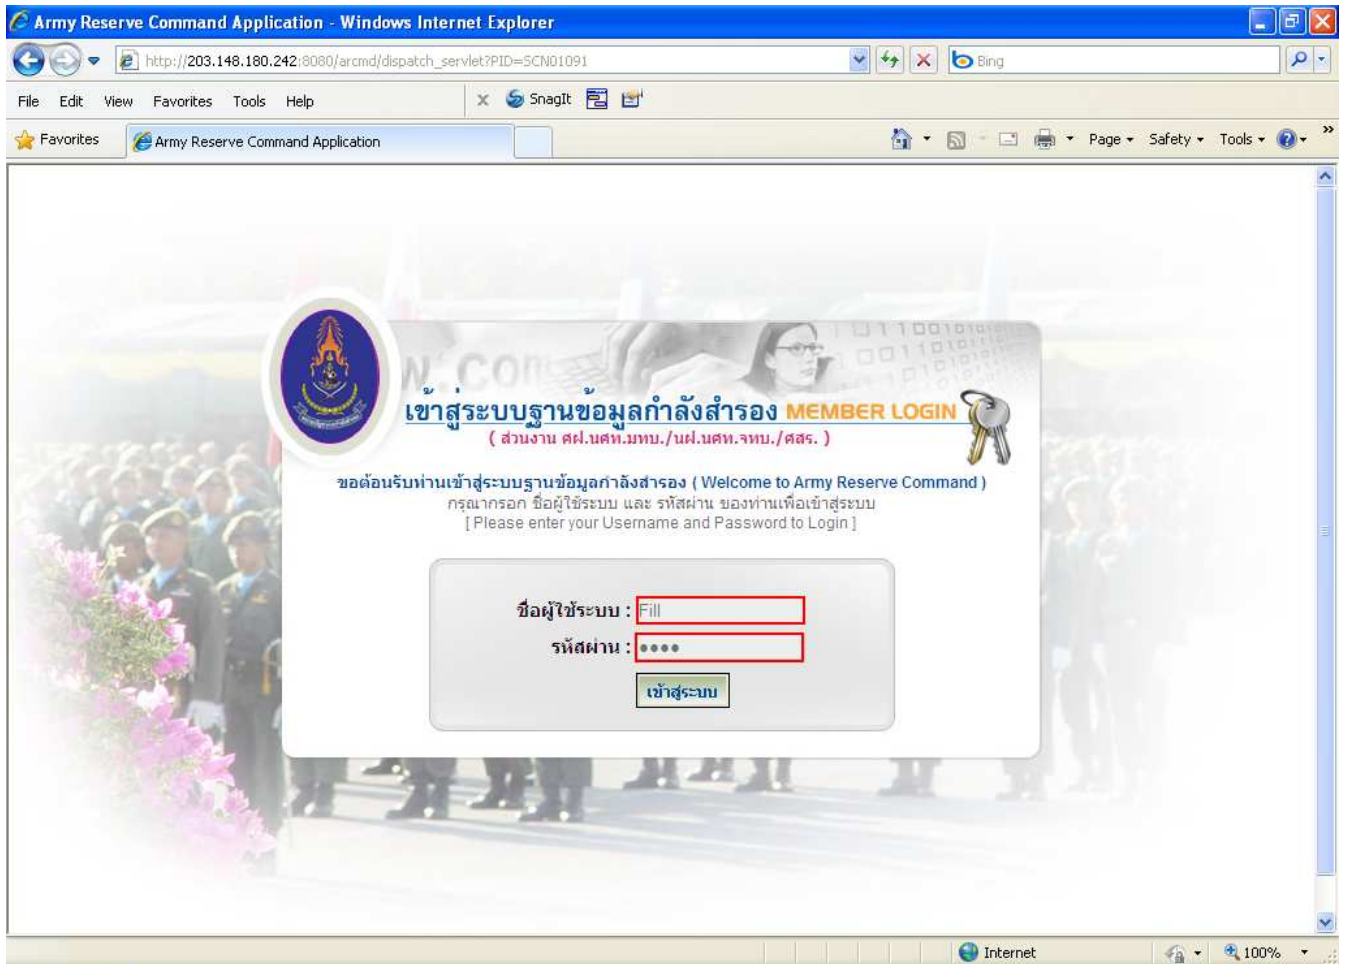 Army Reserve Command Application - Windows Internet Explorer
http://203.148.180.242:8080/arcmd/dispatch_servlet?PID=SCN01091
Bing
File Edit View Favorites Tools Help
x SnagIt
Favorites Army Reserve Command Application
Page Safety Tools »
เข้าสู่ระบบฐานข้อมูลกำลังสำรอง MEMBER LOGIN
( ส่วนงาน ศฝ.นศท.มทบ./นฝ.นศท.จทบ./ศสร. )
ขอต้อนรับท่านเข้าสู่ระบบฐานข้อมูลกำลังสำรอง ( Welcome to Army Reserve Command )
กรุณากรอก ชื่อผู้ใช้ระบบ และ รหัสผ่าน ของท่านเพื่อเข้าสู่ระบบ
[ Please enter your Username and Password to Login ]
ชื่อผู้ใช้ระบบ : Fill
รหัสผ่าน : ••••
เข้าสู่ระบบ
Internet 100%